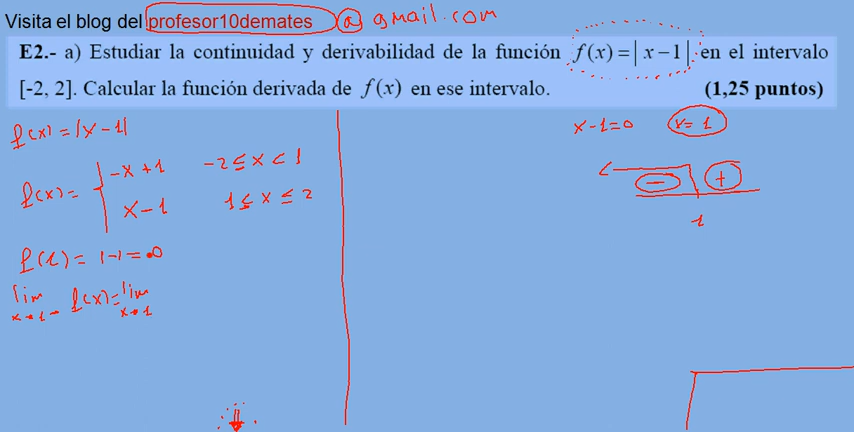 Visita el blog del profesor10demates @ gmail.com
E2.- a) Estudiar la continuidad y derivabilidad de la función f(x) = | x − 1 | en el intervalo
[-2, 2]. Calcular la función derivada de f(x) en ese intervalo. (1,25 puntos)
f(x) = |x − 1|
f(x) = { −x + 1 −2 ≤ x < 1
x − 1 1 ≤ x ≤ 2
f(1) = 1−1 = 0
lim f(x) = lim
x→1⁻ x→1
x − 1 = 0 x = 1
− +
1